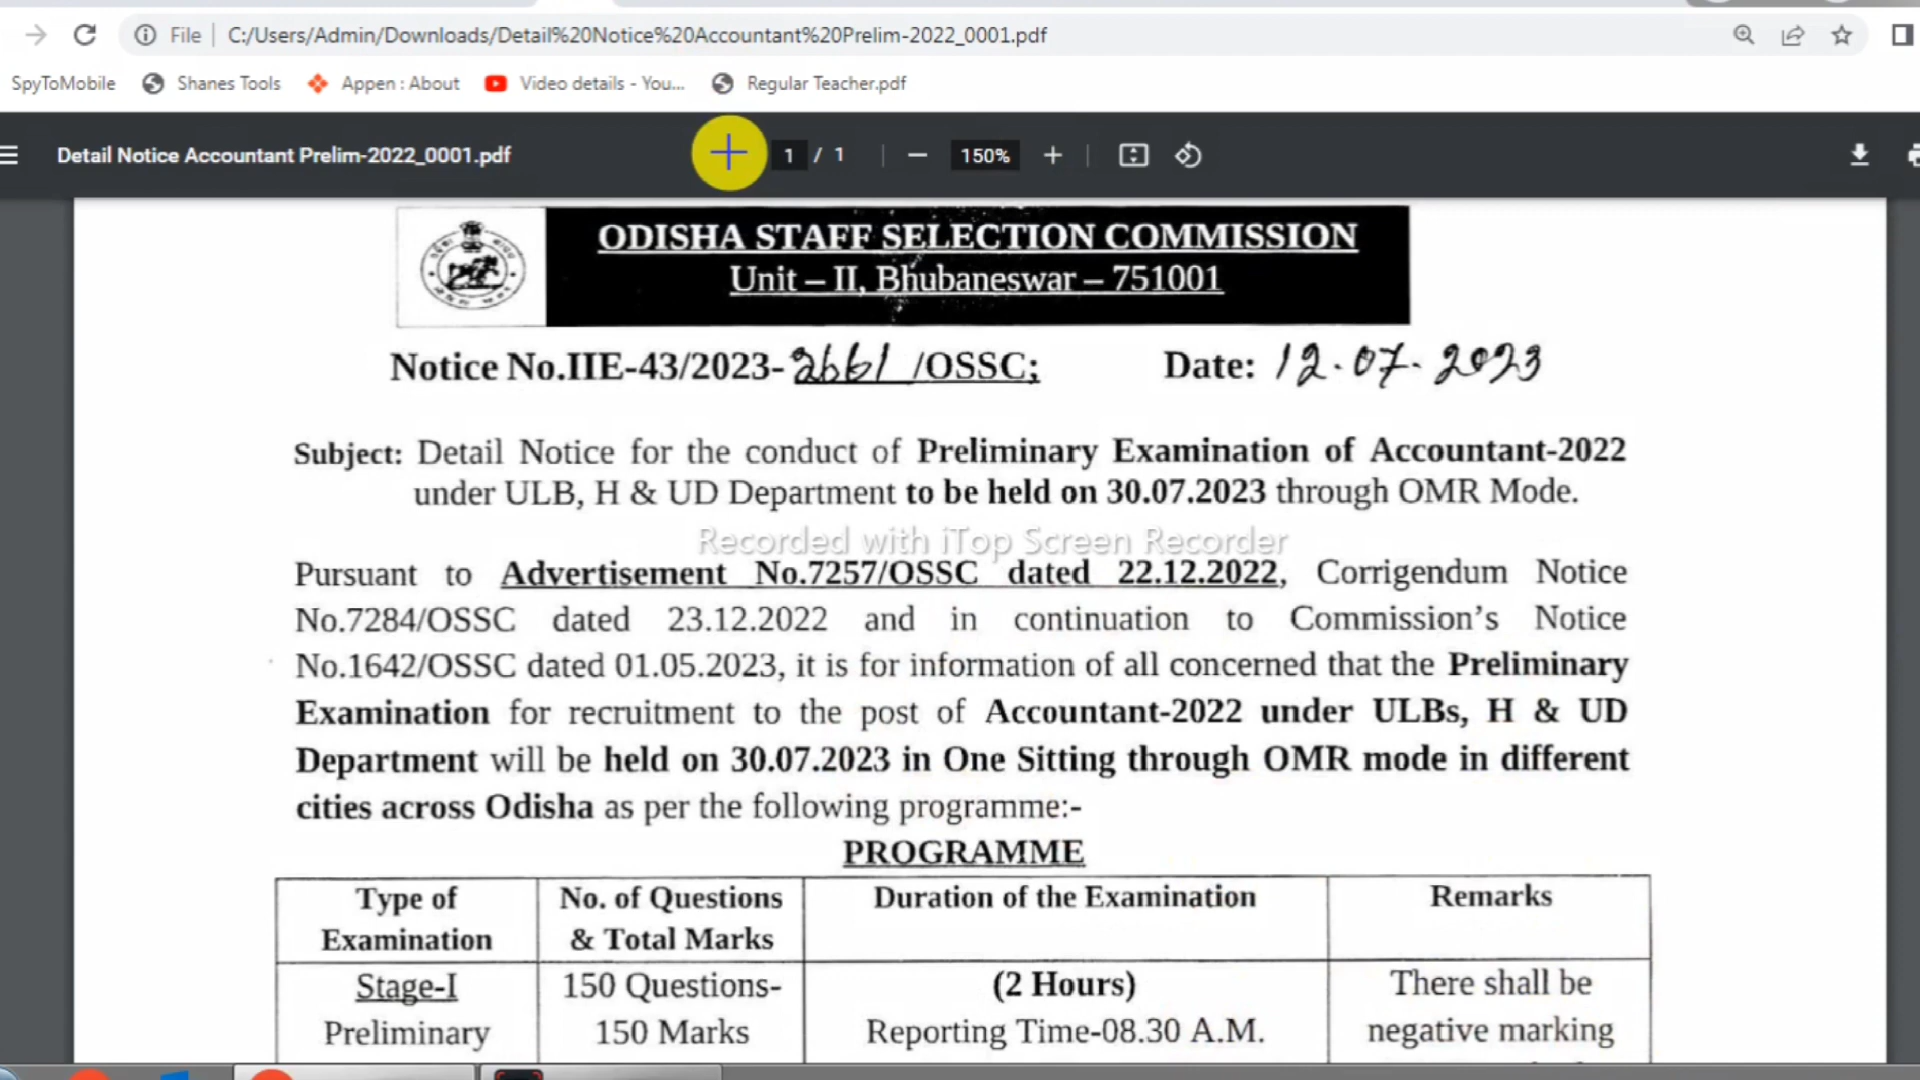 File C:/Users/Admin/Downloads/Detail%20Notice%20Accountant%20Prelim-2022_0001.pdf
SpyToMobile Shanes Tools Appen : About Video details - You... Regular Teacher.pdf
Detail Notice Accountant Prelim-2022_0001.pdf 1 / 1 — 150% +
ODISHA STAFF SELECTION COMMISSION
Unit – II, Bhubaneswar – 751001
Notice No.IIE-43/2023-2661 /OSSC; Date: 12.07.2023
Subject: Detail Notice for the conduct of Preliminary Examination of Accountant-2022
under ULB, H & UD Department to be held on 30.07.2023 through OMR Mode.
Recorded with iTop Screen Recorder
Pursuant to Advertisement No.7257/OSSC dated 22.12.2022, Corrigendum Notice
No.7284/OSSC dated 23.12.2022 and in continuation to Commission’s Notice
No.1642/OSSC dated 01.05.2023, it is for information of all concerned that the Preliminary
Examination for recruitment to the post of Accountant-2022 under ULBs, H & UD
Department will be held on 30.07.2023 in One Sitting through OMR mode in different
cities across Odisha as per the following programme:-
PROGRAMME
Type of No. of Questions Duration of the Examination Remarks
Examination & Total Marks
Stage-I 150 Questions- (2 Hours) There shall be
Preliminary 150 Marks Reporting Time-08.30 A.M. negative marking